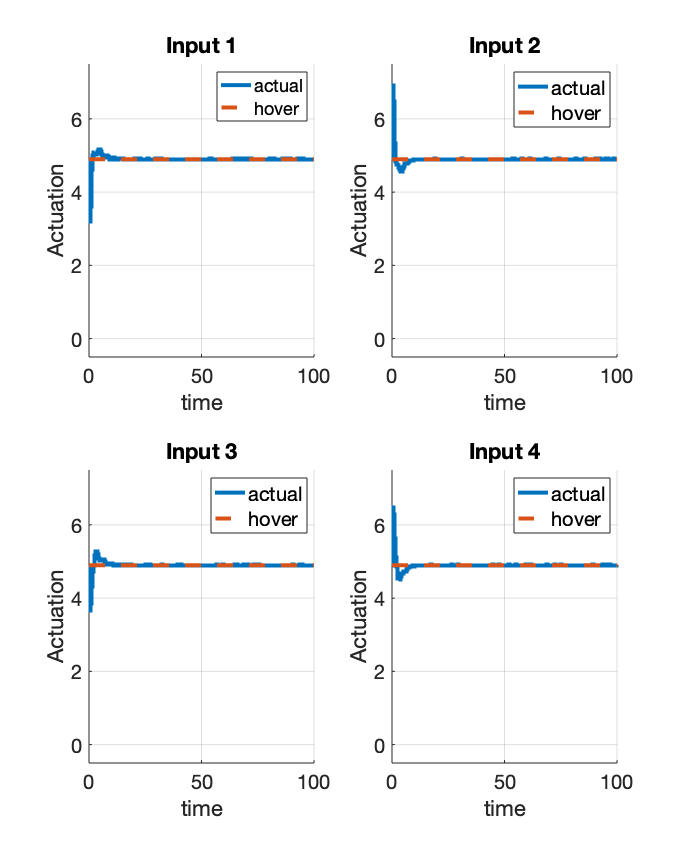 Input 1
Input 2
actual
hover
actual
hover
Actuation
Actuation
6
4
2
0
6
4
2
0
0 50 100
0 50 100
time
time
Input 3
Input 4
actual
hover
actual
hover
Actuation
Actuation
6
4
2
0
6
4
2
0
0 50 100
0 50 100
time
time